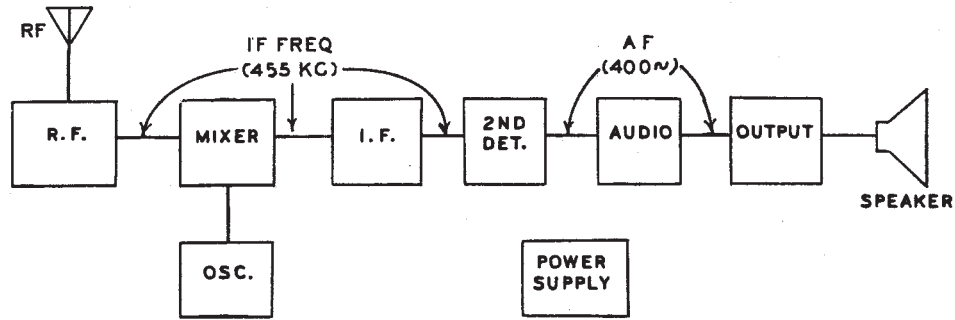 RF
IF FREQ
(455 KC)
AF
(400~)
R.F.
MIXER
I.F.
2ND
DET.
AUDIO
OUTPUT
SPEAKER
OSC.
POWER
SUPPLY